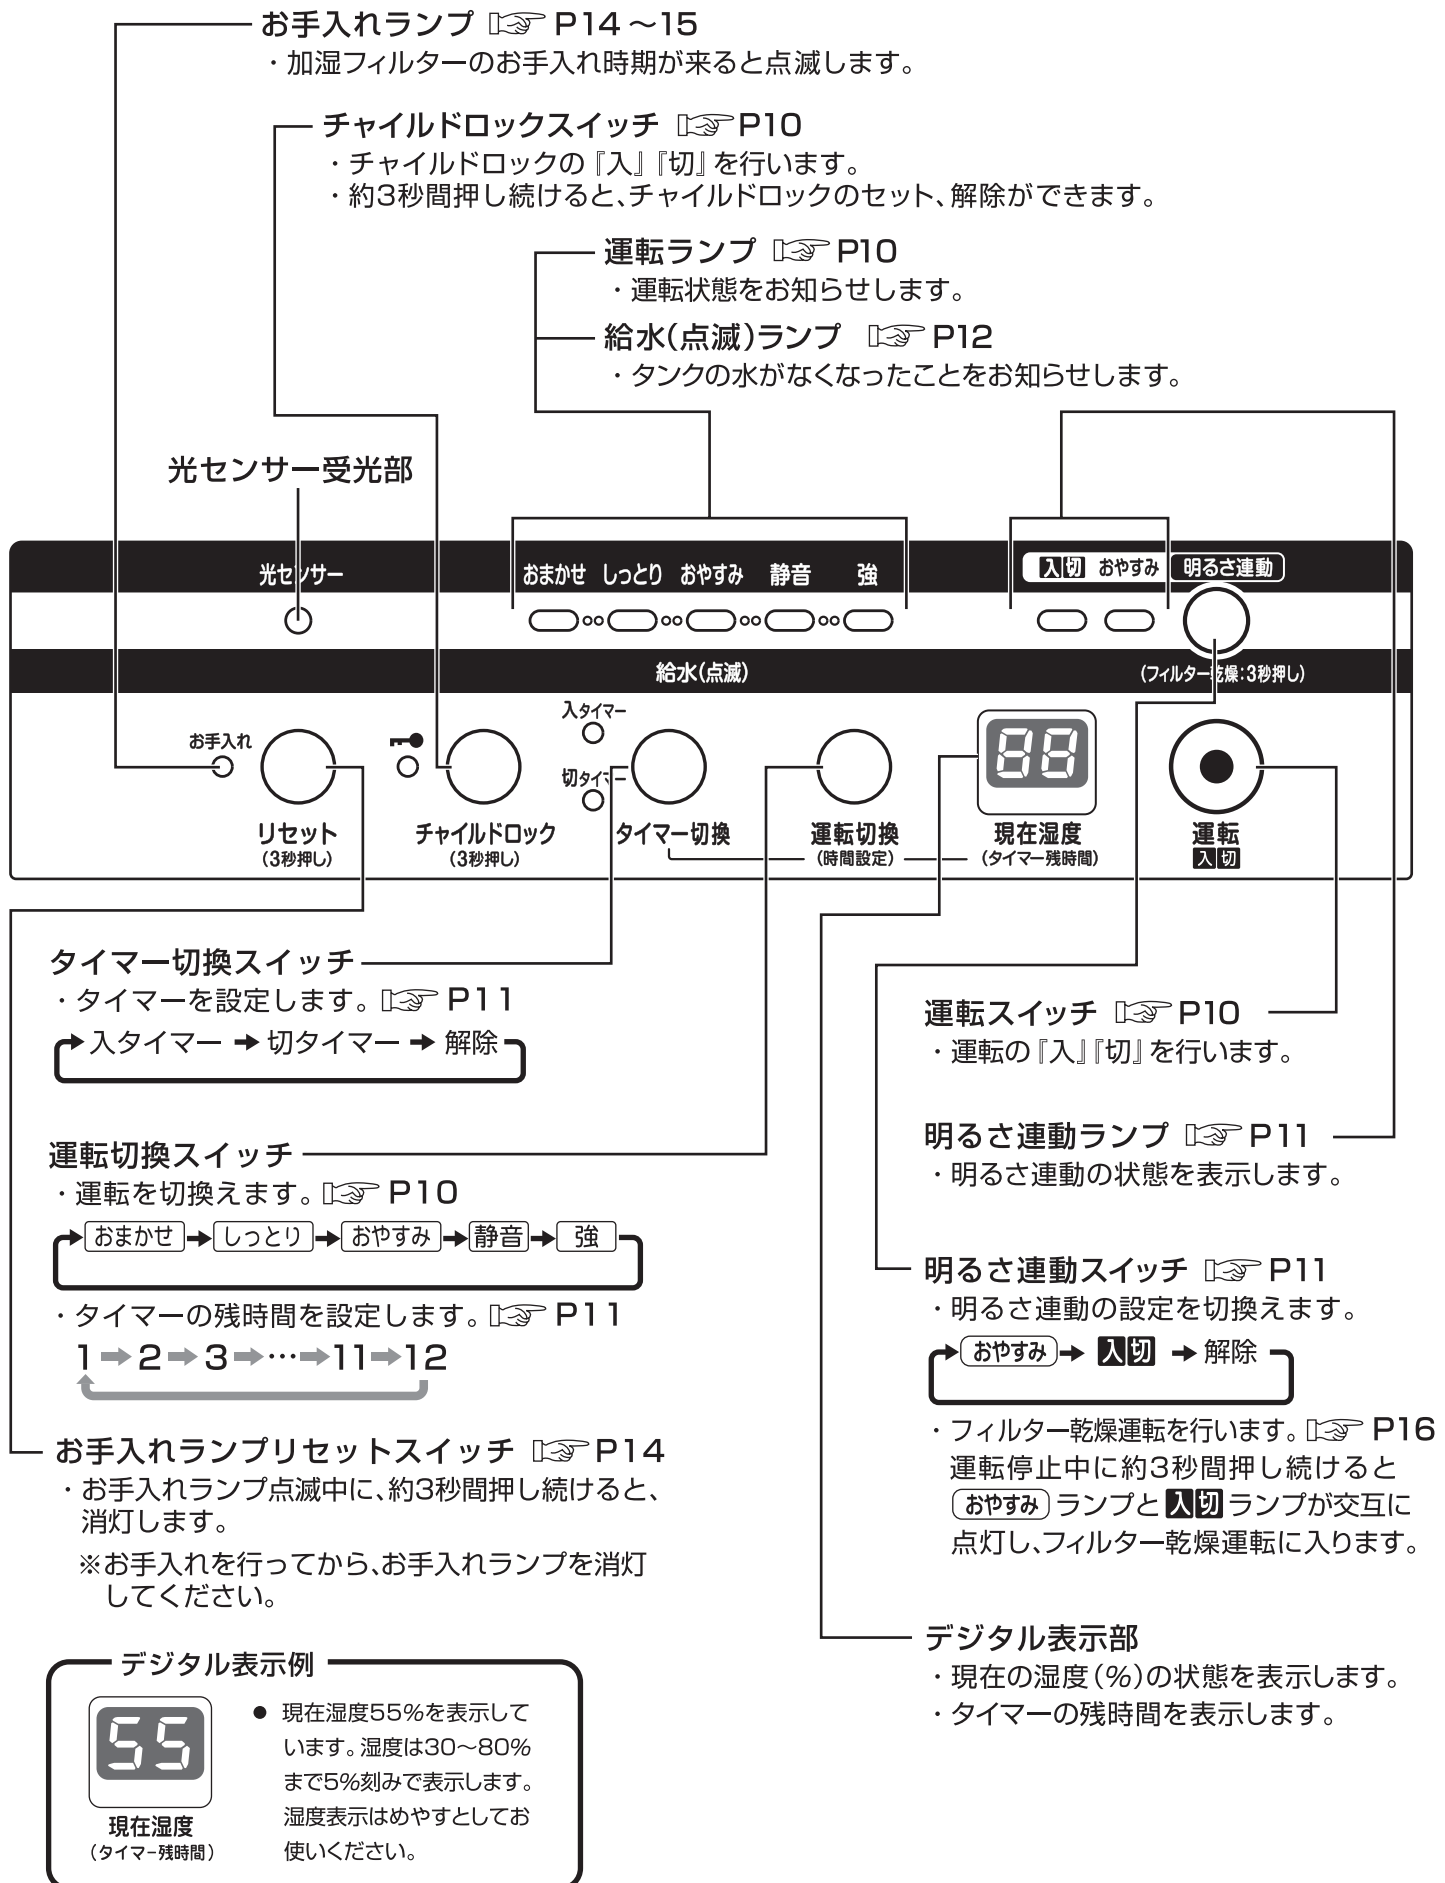 お手入れランプ ☞ P14～15
・加湿フィルターのお手入れ時期が来ると点滅します。
チャイルドロックスイッチ ☞ P10
・チャイルドロックの『入』『切』を行います。
・約3秒間押し続けると、チャイルドロックのセット、解除ができます。
運転ランプ ☞ P10
・運転状態をお知らせします。
給水(点滅)ランプ ☞ P12
・タンクの水がなくなったことをお知らせします。
光センサー受光部
光センサー おまかせ しっとり おやすみ 静音 強 入切 おやすみ 明るさ連動
給水(点滅) (フィルター乾燥:3秒押し)
お手入れ
入タイマー
切タイマー
88
リセット チャイルドロック タイマー切換 運転切換 現在湿度 運転
(3秒押し) (3秒押し) (時間設定) (タイマー残時間) 入切
タイマー切換スイッチ
・タイマーを設定します。☞ P11
入タイマー ➜ 切タイマー ➜ 解除
運転切換スイッチ
・運転を切換えます。☞ P10
おまかせ ➜ しっとり ➜ おやすみ ➜ 静音 ➜ 強
・タイマーの残時間を設定します。☞ P11
1 ➜ 2 ➜ 3 ➜ … ➜ 11 ➜ 12
お手入れランプリセットスイッチ ☞ P14
・お手入れランプ点滅中に、約3秒間押し続けると、
消灯します。
※お手入れを行ってから、お手入れランプを消灯
してください。
デジタル表示例
55
現在湿度
(タイマー残時間)
● 現在湿度55%を表示して
います。湿度は30～80%
まで5%刻みで表示します。
湿度表示はめやすとしてお
使いください。
運転スイッチ ☞ P10
・運転の『入』『切』を行います。
明るさ連動ランプ ☞ P11
・明るさ連動の状態を表示します。
明るさ連動スイッチ ☞ P11
・明るさ連動の設定を切換えます。
おやすみ ➜ 入切 ➜ 解除
・フィルター乾燥運転を行います。☞ P16
運転停止中に約3秒間押し続けると
おやすみ ランプと 入切 ランプが交互に
点灯し、フィルター乾燥運転に入ります。
デジタル表示部
・現在の湿度(%)の状態を表示します。
・タイマーの残時間を表示します。